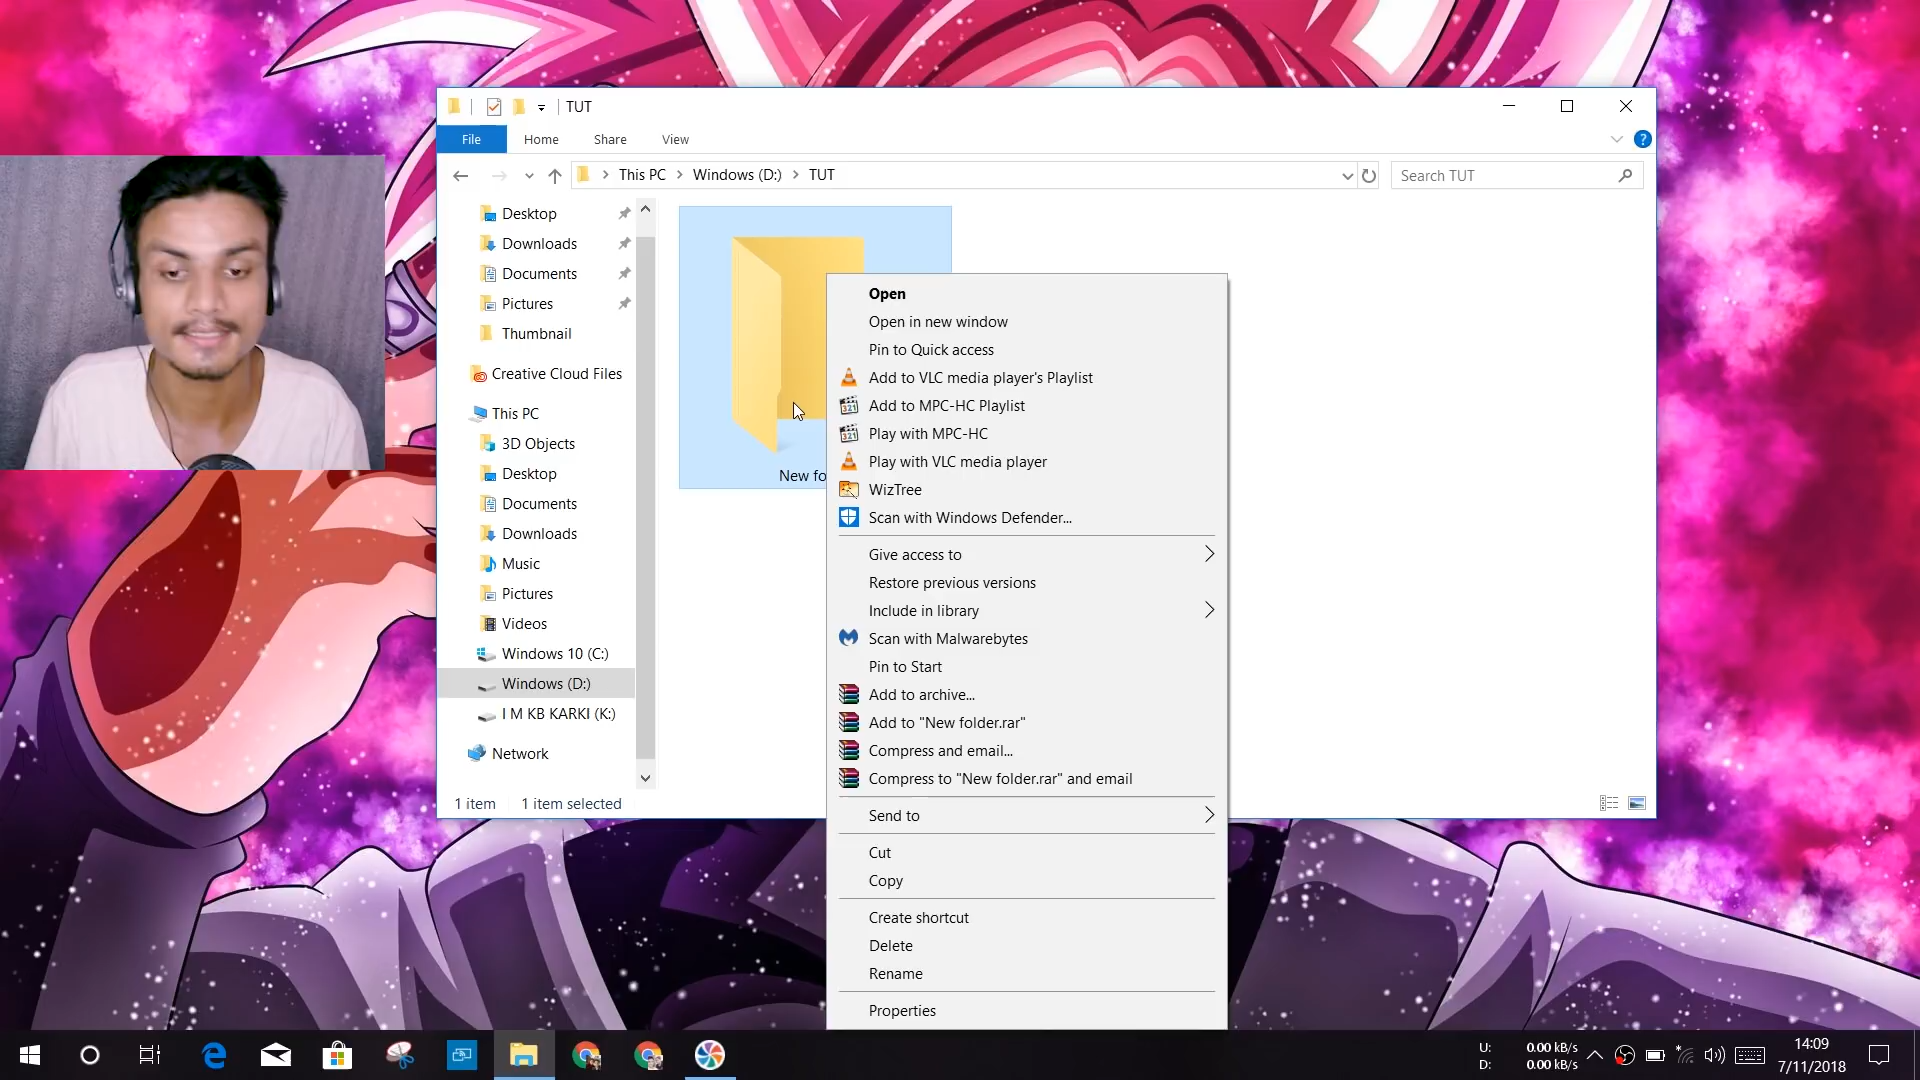 TUT
File
Home
Share
View
This PC
Windows (D:)
TUT
Search TUT
Desktop
Downloads
Documents
Pictures
Thumbnail
Creative Cloud Files
This PC
3D Objects
Desktop
Documents
Downloads
Music
Pictures
Videos
Windows 10 (C:)
Windows (D:)
I M KB KARKI (K:)
Network
1 item
1 item selected
New fo
Open
Open in new window
Pin to Quick access
Add to VLC media player's Playlist
Add to MPC-HC Playlist
Play with MPC-HC
Play with VLC media player
WizTree
Scan with Windows Defender...
Give access to
Restore previous versions
Include in library
Scan with Malwarebytes
Pin to Start
Add to archive...
Add to "New folder.rar"
Compress and email...
Compress to "New folder.rar" and email
Send to
Cut
Copy
Create shortcut
Delete
Rename
Properties
U: 0.00 kB/s
D: 0.00 kB/s
14:09
7/11/2018